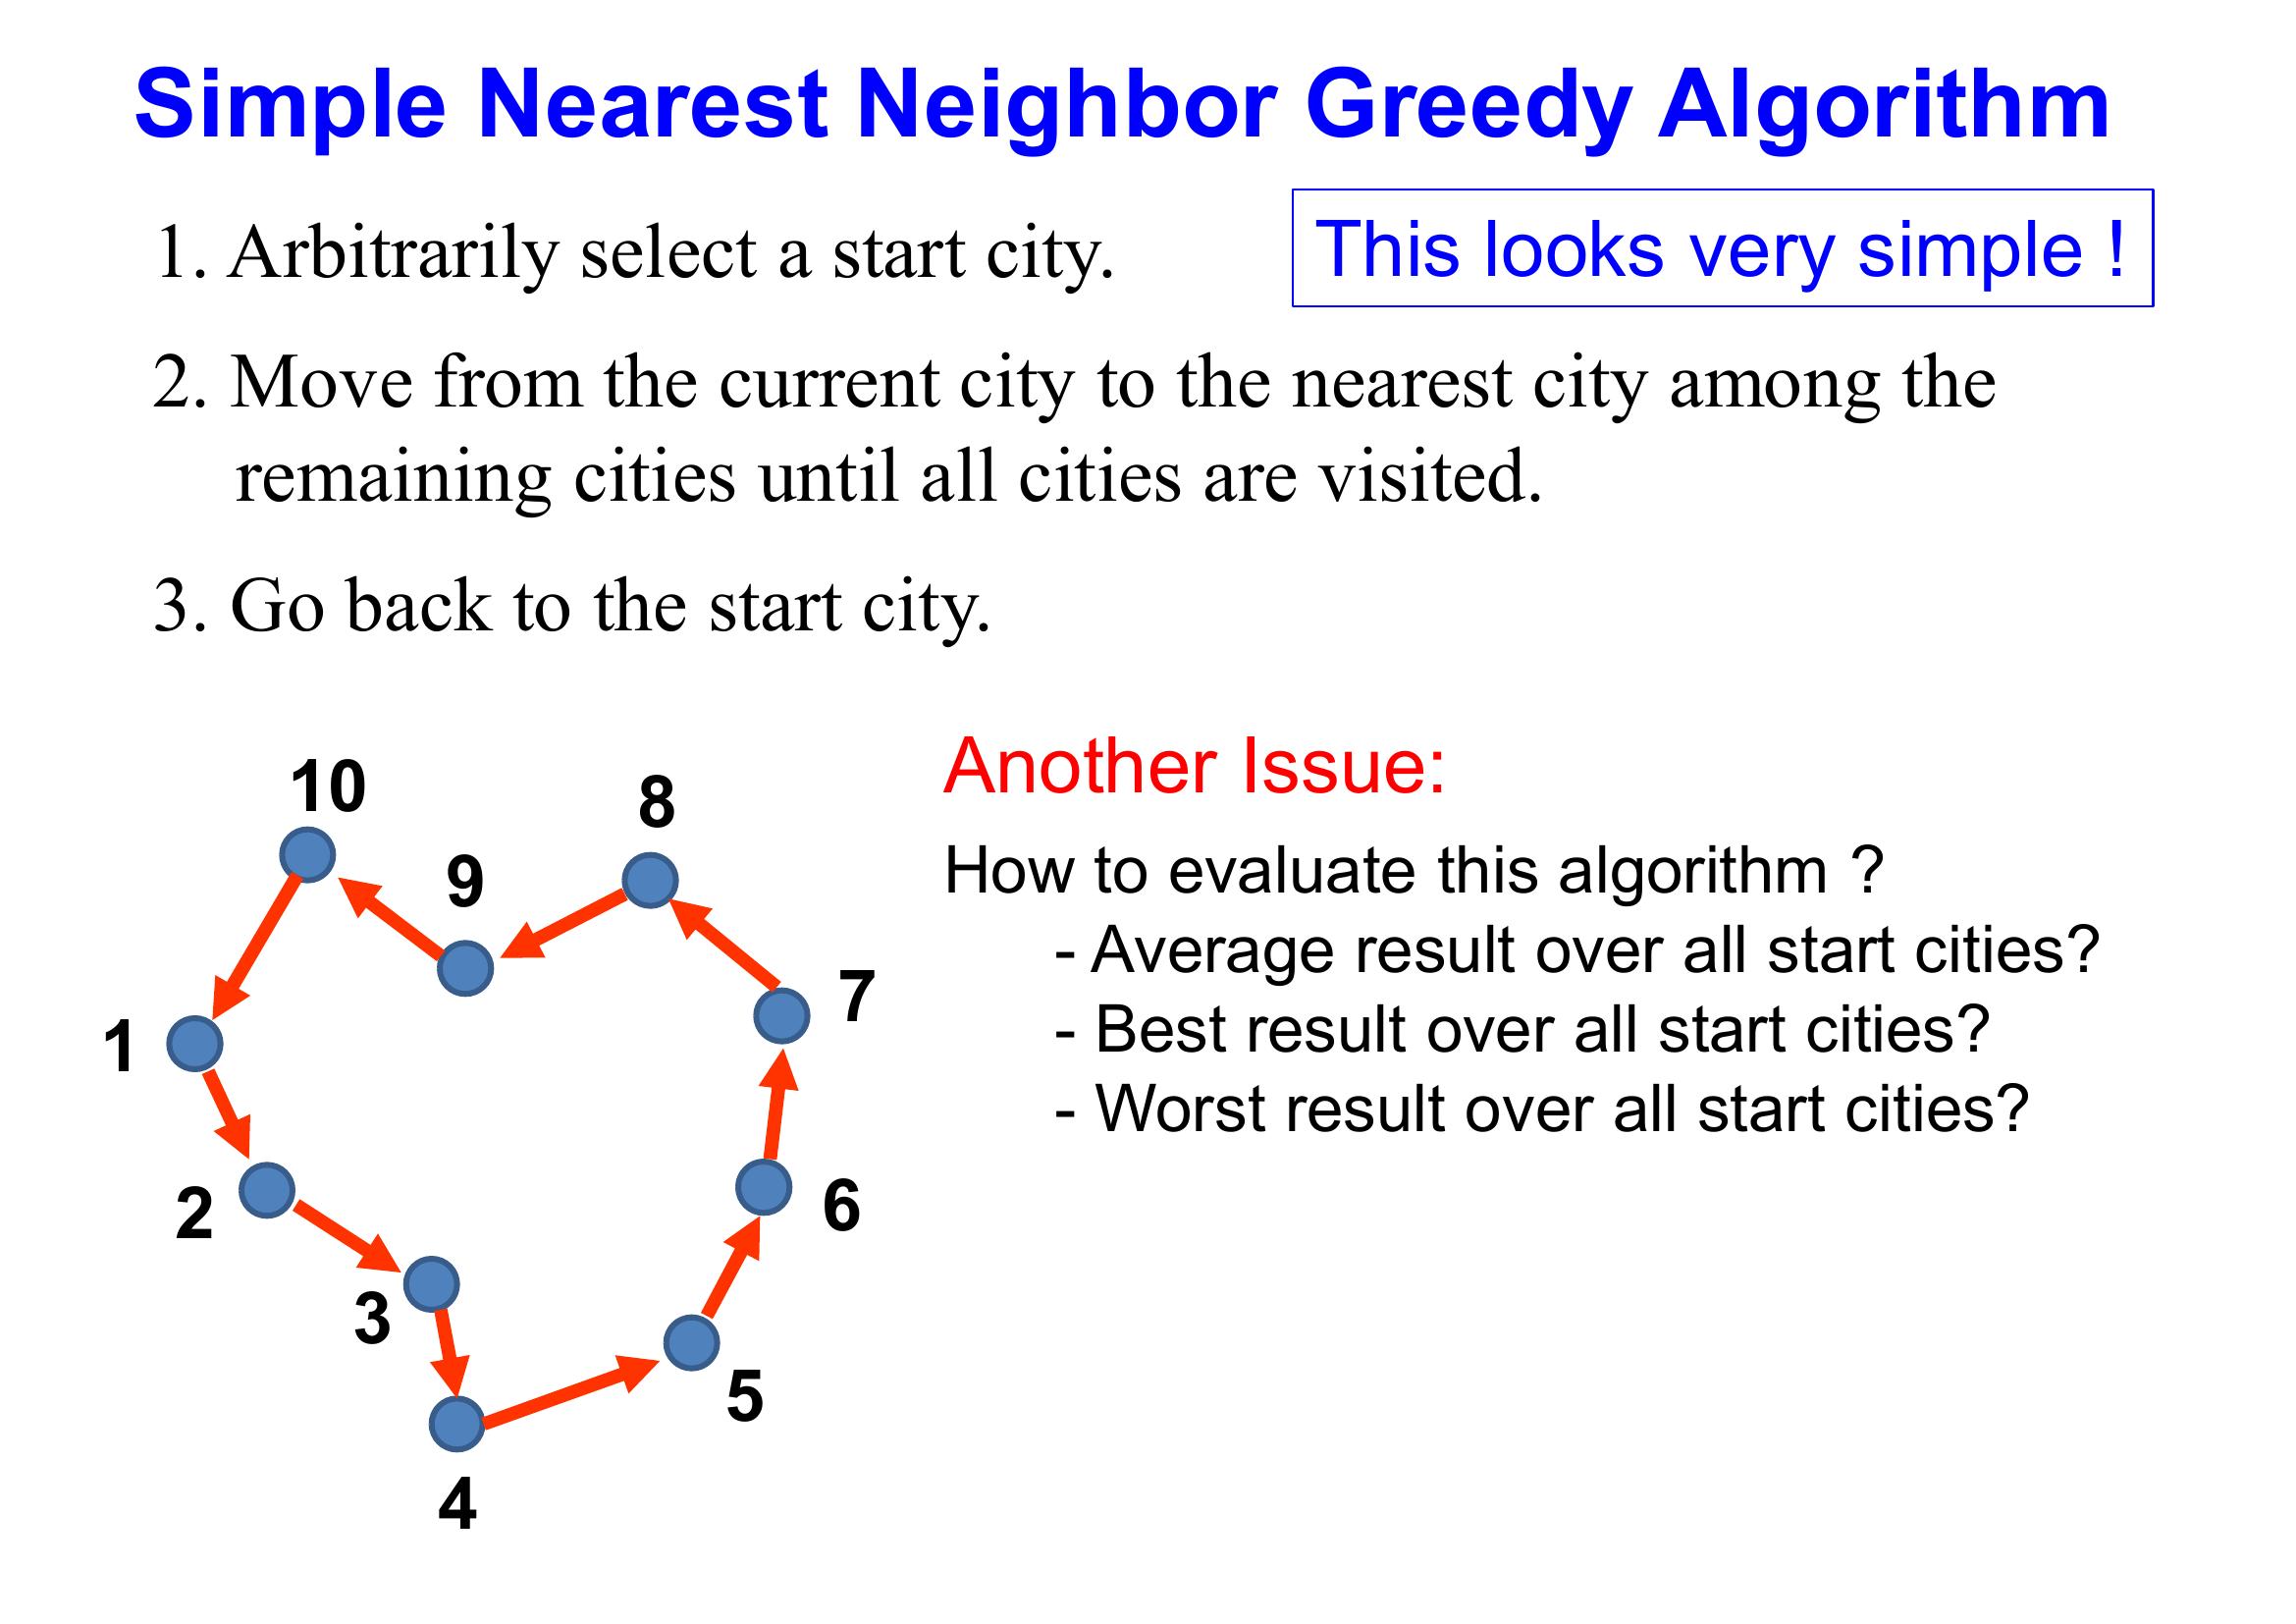 Simple Nearest Neighbor Greedy Algorithm
1. Arbitrarily select a start city.
This looks very simple !
2. Move from the current city to the nearest city among the
remaining cities until all cities are visited.
3. Go back to the start city.
Another Issue:
How to evaluate this algorithm ?
- Average result over all start cities?
- Best result over all start cities?
- Worst result over all start cities?
10
8
9
7
1
2
6
3
5
4